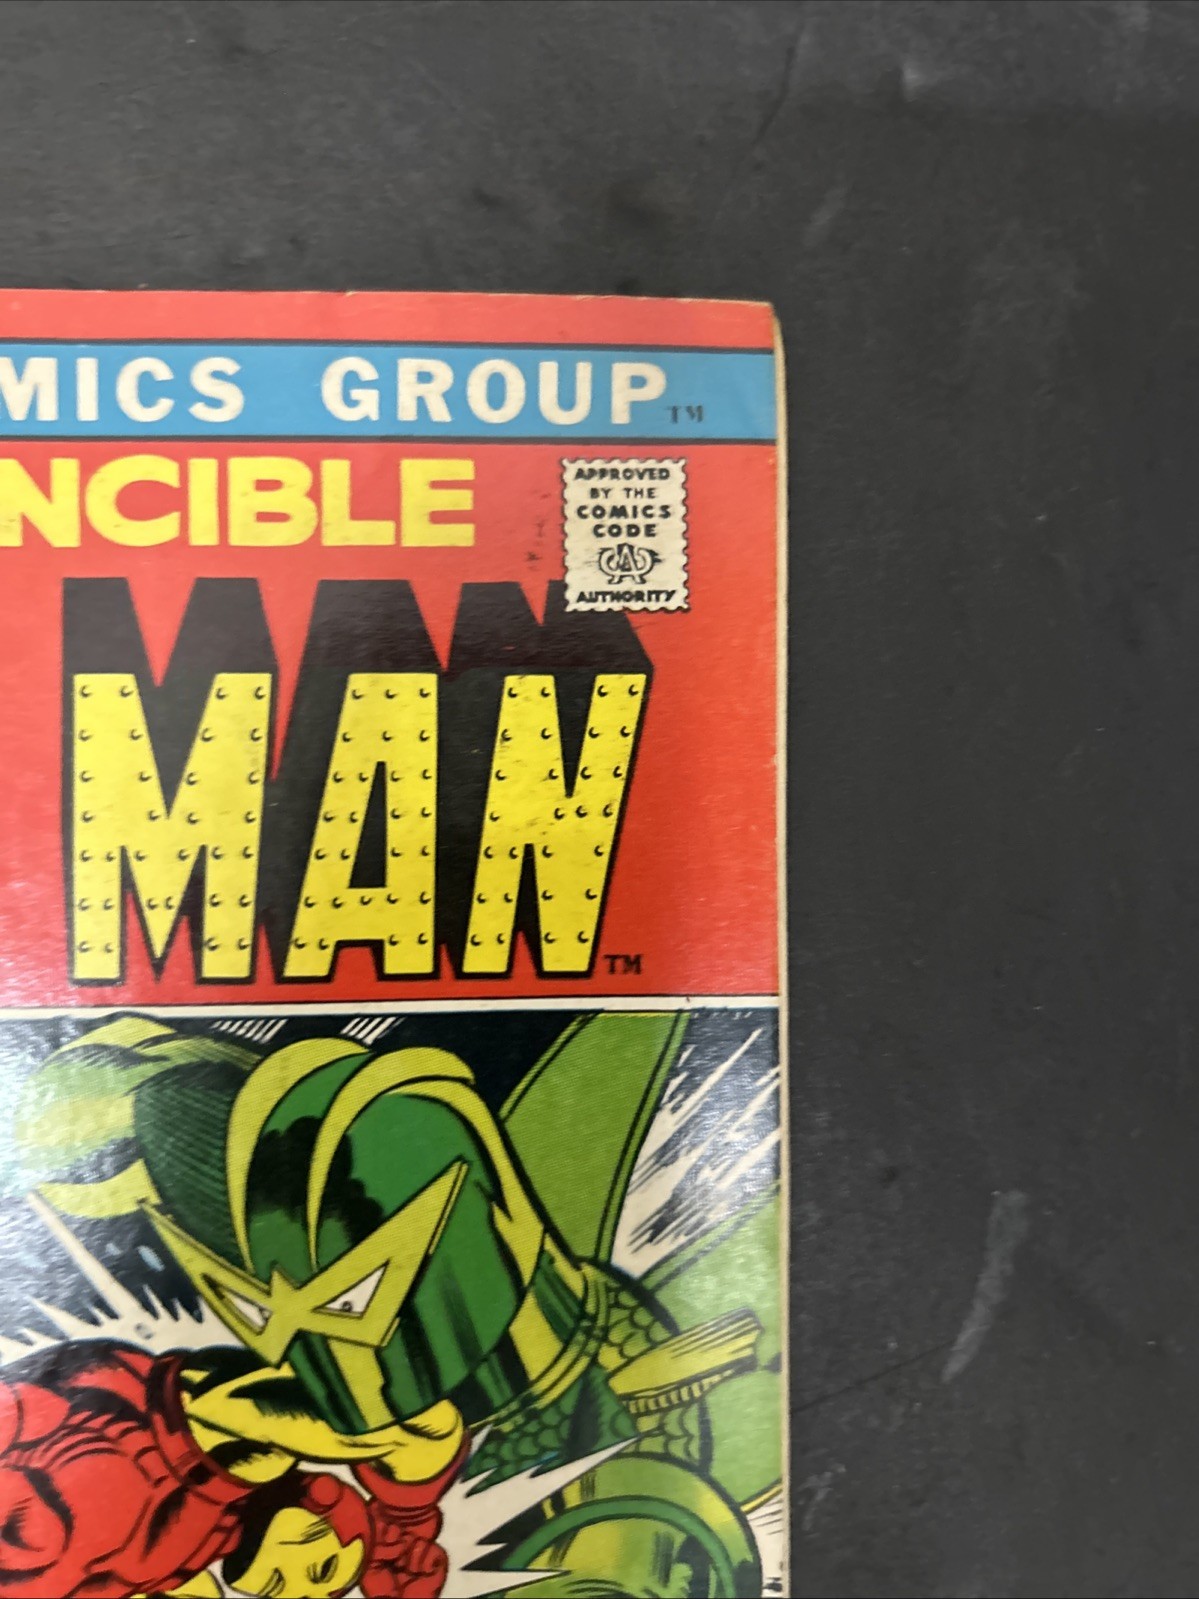 MICS GROUP TM
NCIBLE
APPROVED
BY THE
COMICS
CODE
AUTHORITY
MAN TM